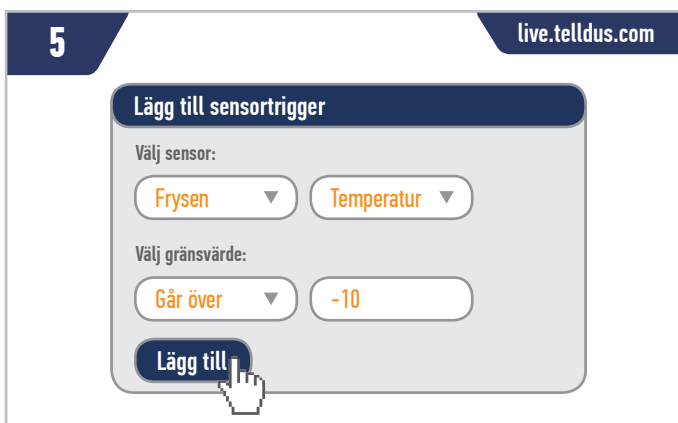 5
live.telldus.com
Lägg till sensortrigger
Välj sensor:
Frysen Temperatur
Välj gränsvärde:
Går över -10
Lägg till